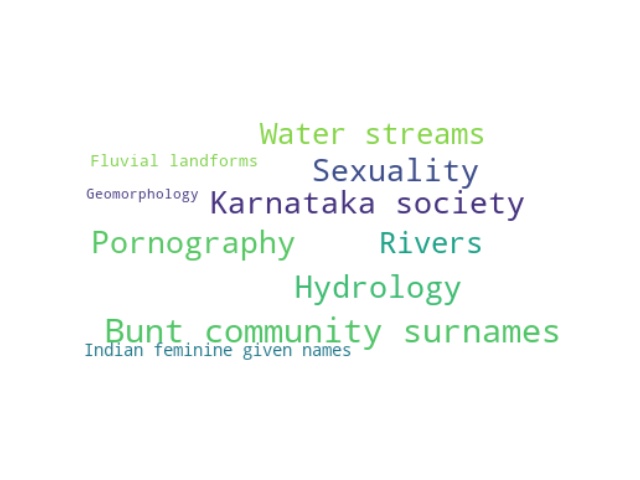 Water streams
Fluvial landforms
Sexuality
Geomorphology
Karnataka society
Pornography
Rivers
Hydrology
Bunt community surnames
Indian feminine given names